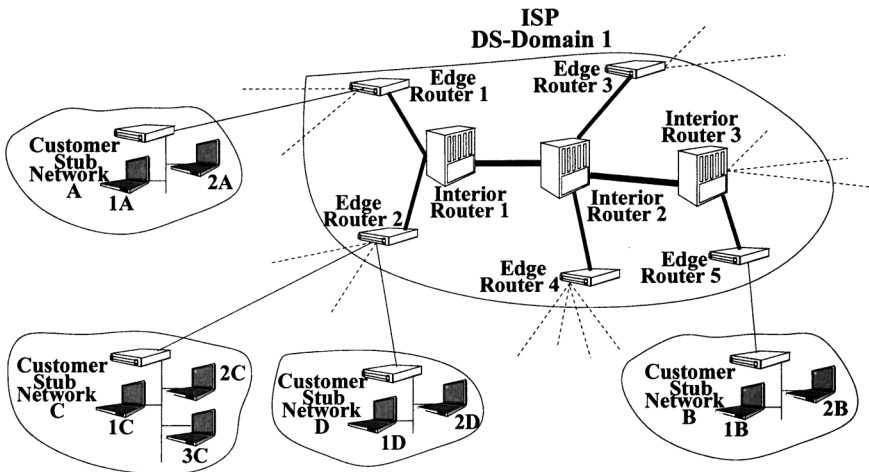 ISP
DS-Domain 1
Edge
Router 1
Edge
Router 3
Interior
Router 3
Customer
Stub
Network
A
1A
2A
Interior
Router 1
Interior
Router 2
Edge
Router 2
Edge
Router 4
Edge
Router 5
Customer
Stub
Network
C
1C
2C
3C
Customer
Stub
Network
D
1D
2D
Customer
Stub
Network
B
1B
2B